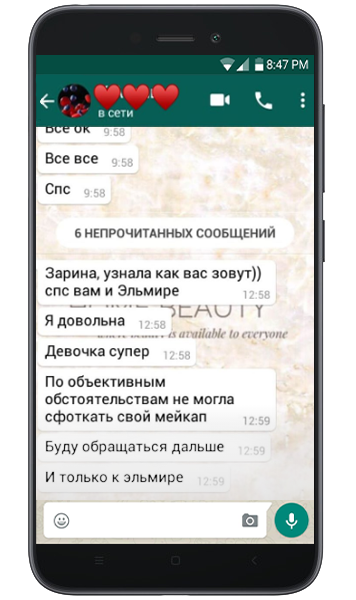 8:47 PM
в сети
Все ок 9:58
Все все 9:58
Спс 9:58
6 НЕПРОЧИТАННЫХ СООБЩЕНИЙ
Зарина, узнала как вас зовут))
спс вам и Эльмире 12:58
BEAUTY
Я довольна 12:58
is available to everyone
Девочка супер 12:58
По объективным
обстоятельствам не могла
сфоткать свой мейкап 12:59
Буду обращаться дальше 12:59
И только к эльмире 12:59